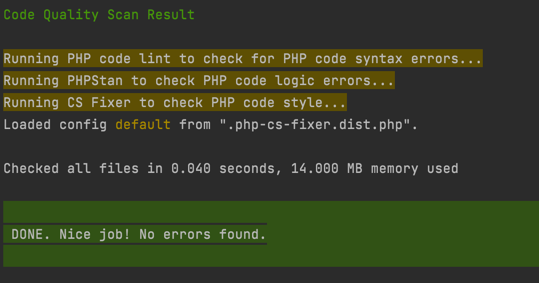 Code Quality Scan Result
Running PHP code lint to check for PHP code syntax errors...
Running PHPStan to check PHP code logic errors...
Running CS Fixer to check PHP code style...
Loaded config default from ".php-cs-fixer.dist.php".
Checked all files in 0.040 seconds, 14.000 MB memory used
DONE. Nice job! No errors found.